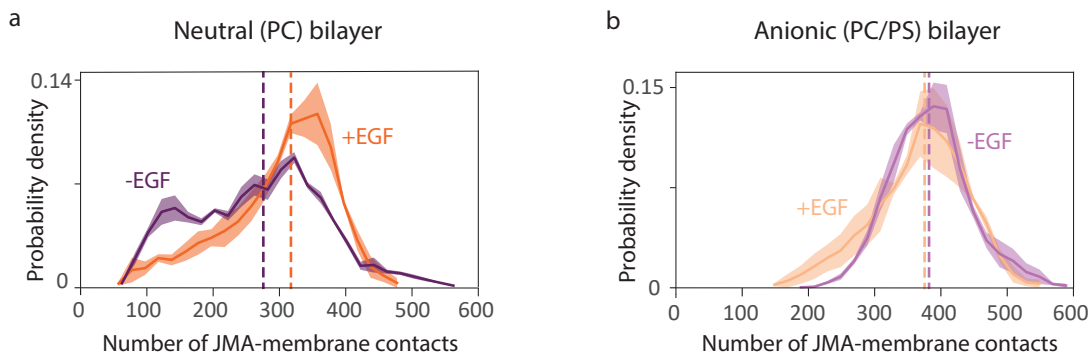 a
Neutral (PC) bilayer
0.14
0
Probability density
-EGF
+EGF
0 100 200 300 400 500 600
Number of JMA-membrane contacts
b
Anionic (PC/PS) bilayer
0.15
0
Probability density
-EGF
+EGF
0 100 200 300 400 500 600
Number of JMA-membrane contacts